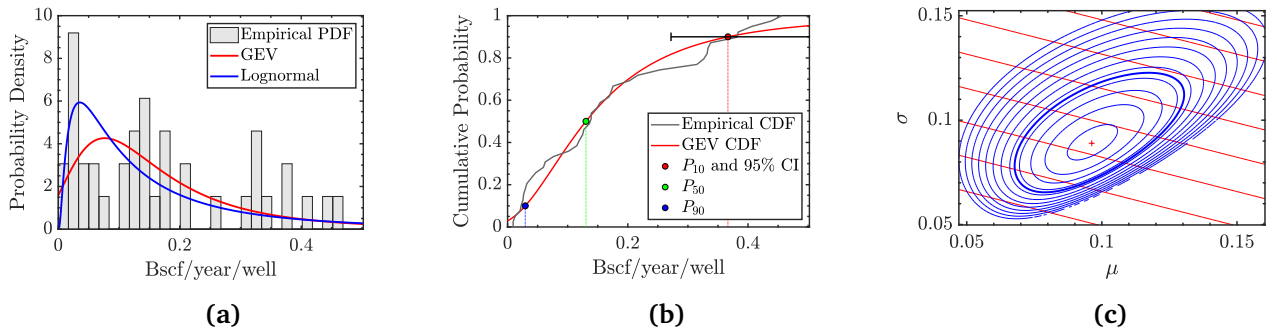 Probability Density
10
8
6
4
2
0
0
0.2
0.4
Bscf/year/well
Empirical PDF
GEV
Lognormal
(a)
Cumulative Probability
1
0.8
0.6
0.4
0.2
0
0
0.2
0.4
Bscf/year/well
Empirical CDF
GEV CDF
P10 and 95% CI
P50
P90
(b)
σ
0.15
0.1
0.05
0.05
0.1
0.15
μ
(c)